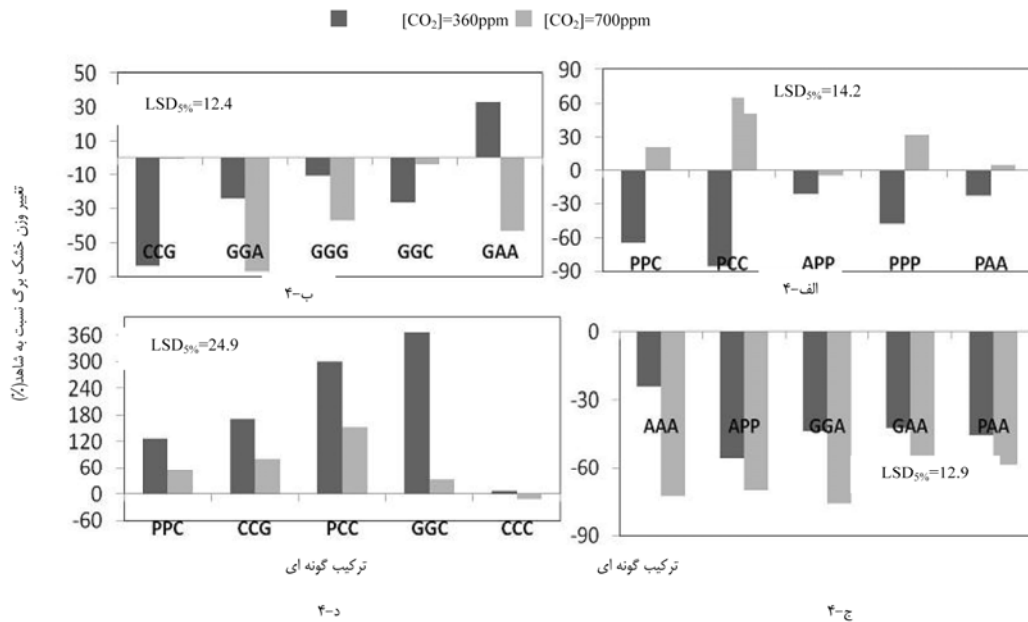 [CO₂]=360ppm [CO₂]=700ppm
تغییر وزن خشک برگ نسبت به شاهد(٪)
50
30
10
-10
-30
-50
-70
LSD5%=12.4
CCG GGA GGG GGC GAA
ب-۴
90
60
30
0
-30
-60
-90
LSD5%=14.2
PPC PCC APP PPP PAA
الف-۴
360
300
240
180
120
60
0
-60
LSD5%=24.9
PPC CCG PCC GGC CCC
ترکیب گونه ای
د-۴
0
-30
-60
-90
AAA APP GGA GAA PAA
LSD5%=12.9
ترکیب گونه ای
ج-۴